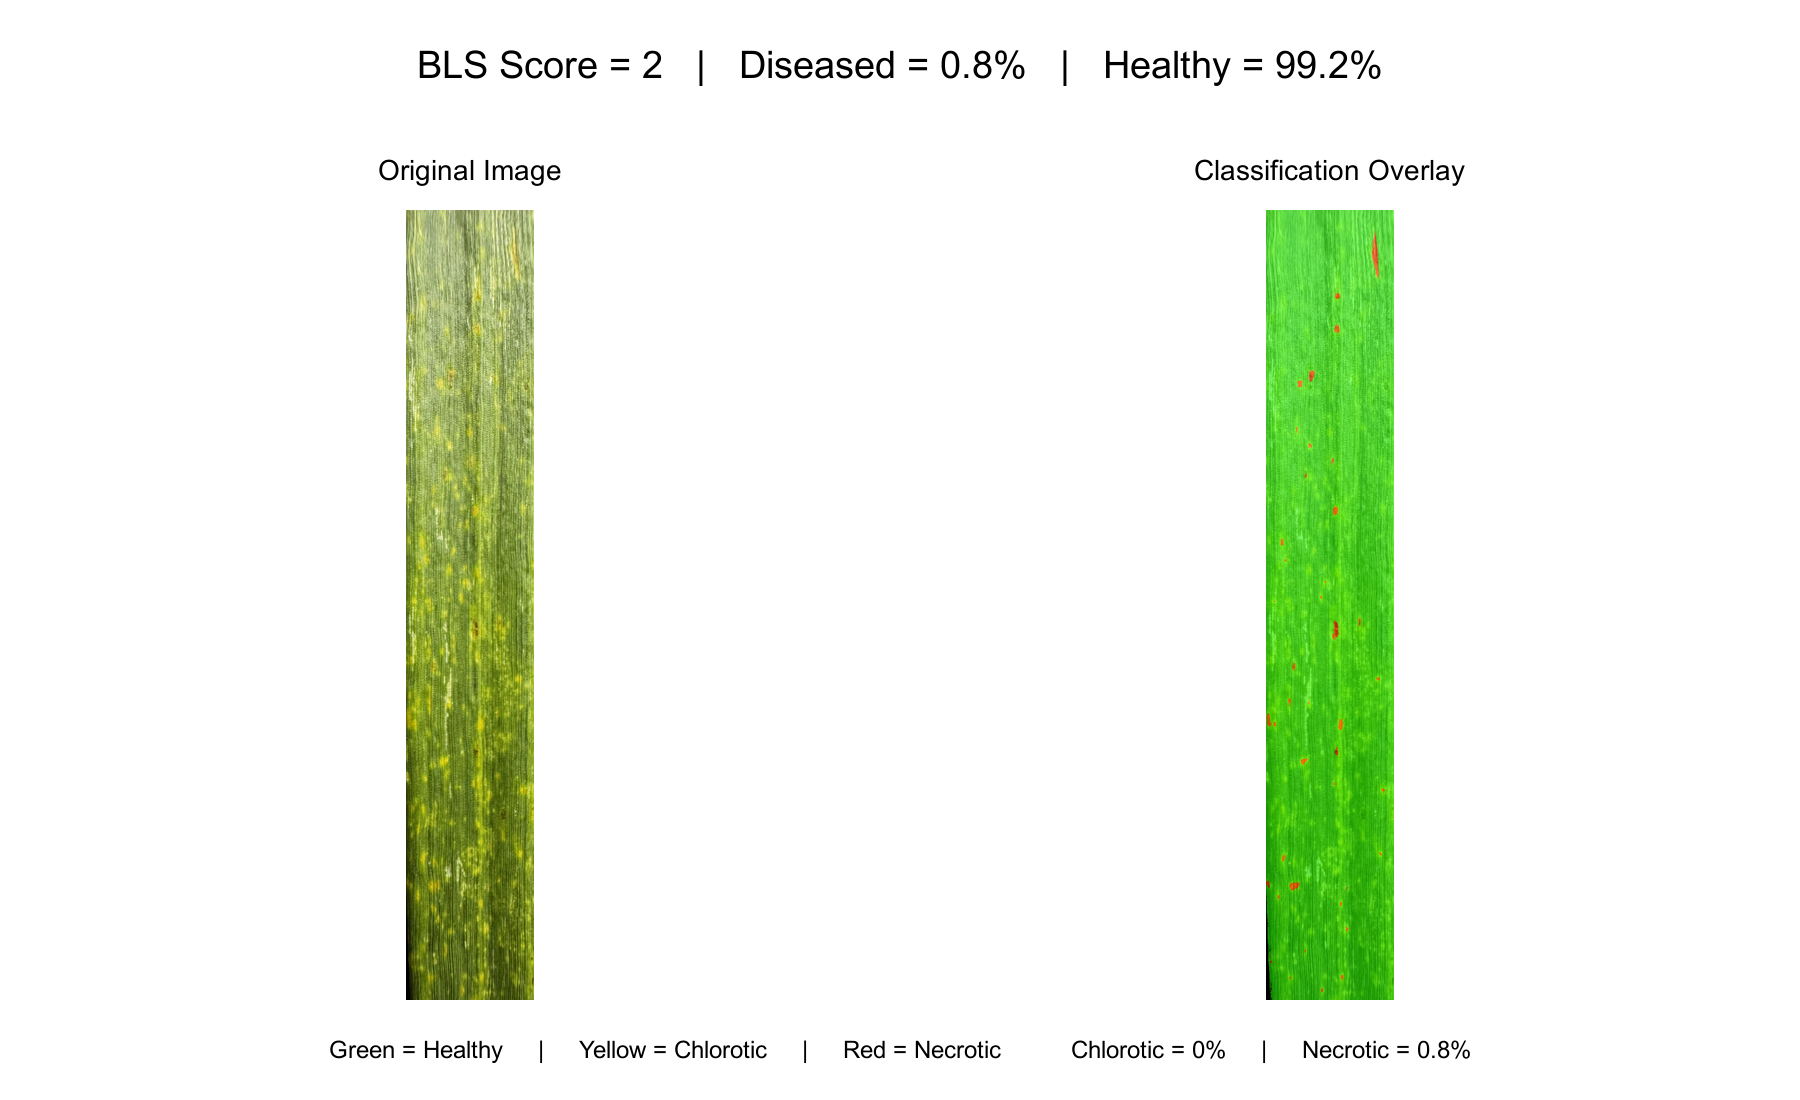 BLS Score = 2 | Diseased = 0.8% | Healthy = 99.2%
Original Image
Classification Overlay
Green = Healthy | Yellow = Chlorotic | Red = Necrotic Chlorotic = 0% | Necrotic = 0.8%